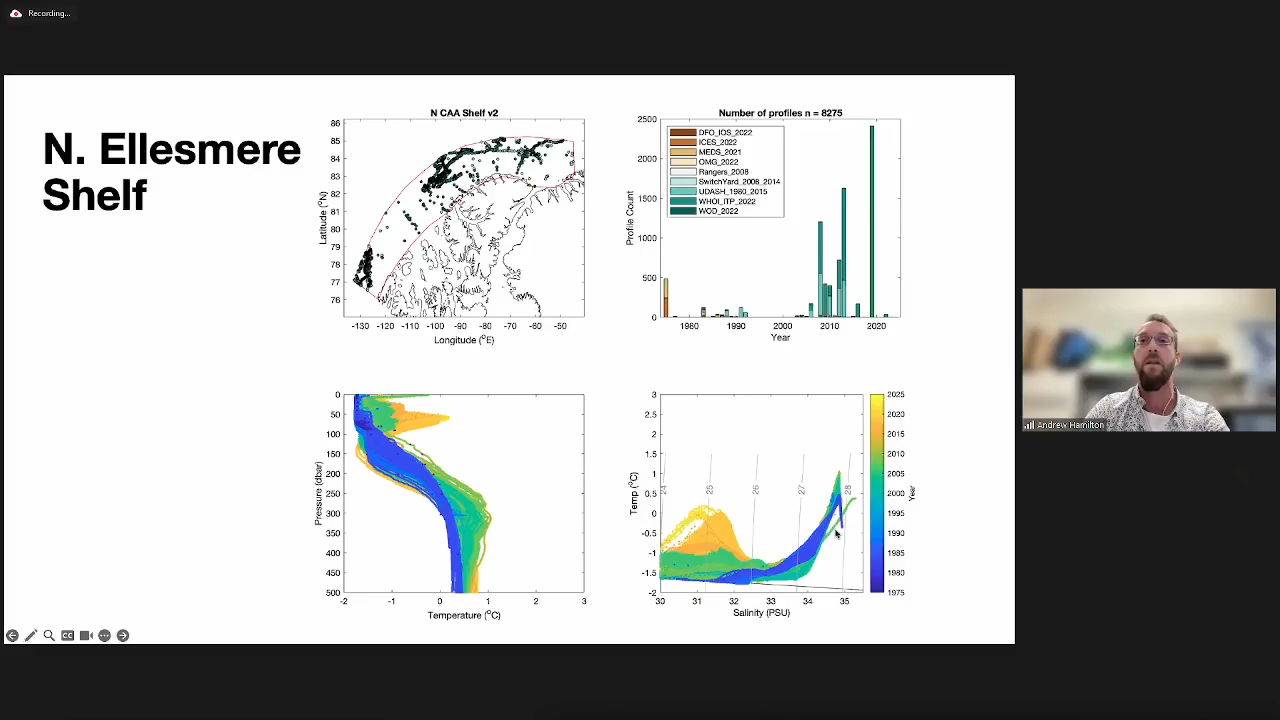 Recording...
N. Ellesmere
Shelf
N CAA Shelf v2
86
85
84
83
82
81
80
79
78
77
76
Latitude (°N)
-130 -120 -110 -100 -90 -80 -70 -60 -50
Longitude (°E)
Number of profiles n = 8275
2500
2000
1500
1000
500
0
Profile Count
DFO_IOS_2022
ICES_2022
MEDS_2021
OMG_2022
Rangers_2008
SwitchYard_2008_2014
UDASH_1980_2015
WHOI_ITP_2022
WOD_2022
1980 1990 2000 2010 2020
Year
0
50
100
150
200
250
300
350
400
450
500
Pressure (dbar)
-2 -1 0 1 2 3
Temperature (°C)
3
2.5
2
1.5
1
0.5
0
-0.5
-1
-1.5
-2
Temp (°C)
24 25 26 27 28
30 31 32 33 34 35
Salinity (PSU)
2025
2020
2015
2010
2005
2000
1995
1990
1985
1980
1975
Year
Andrew Hamilton
CC